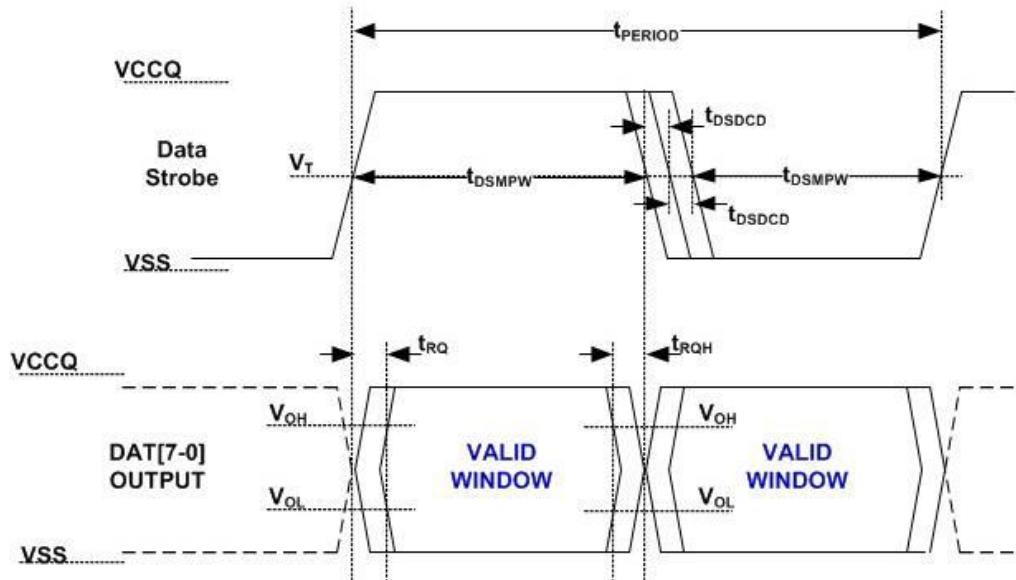 tPERIOD
VCCQ
tDSDCD
Data
Strobe
VT
tDSMPW
tDSMPW
tDSDCD
VSS
tRQ
tRQH
VCCQ
VOH
VOH
DAT[7-0]
OUTPUT
VALID
WINDOW
VALID
WINDOW
VOL
VOL
VSS